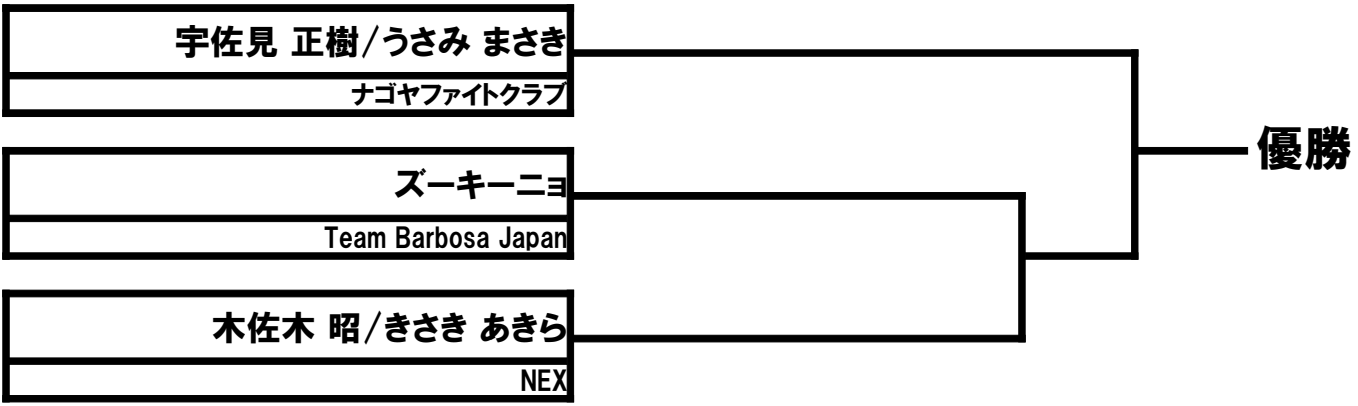 宇佐見 正樹/うさみ まさき
ナゴヤファイトクラブ
優勝
ズーキーニョ
Team Barbosa Japan
木佐木 昭/きさき あきら
NEX